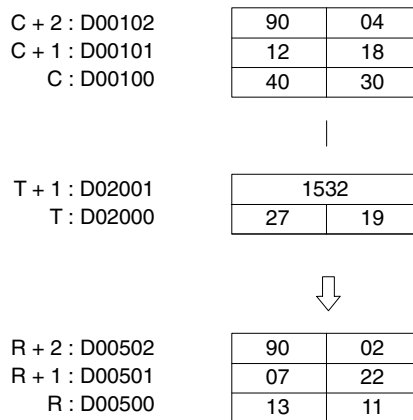 C + 2 : D00102 90 04
C + 1 : D00101 12 18
C : D00100 40 30
T + 1 : D02001 1532
T : D02000 27 19
R + 2 : D00502 90 02
R + 1 : D00501 07 22
R : D00500 13 11